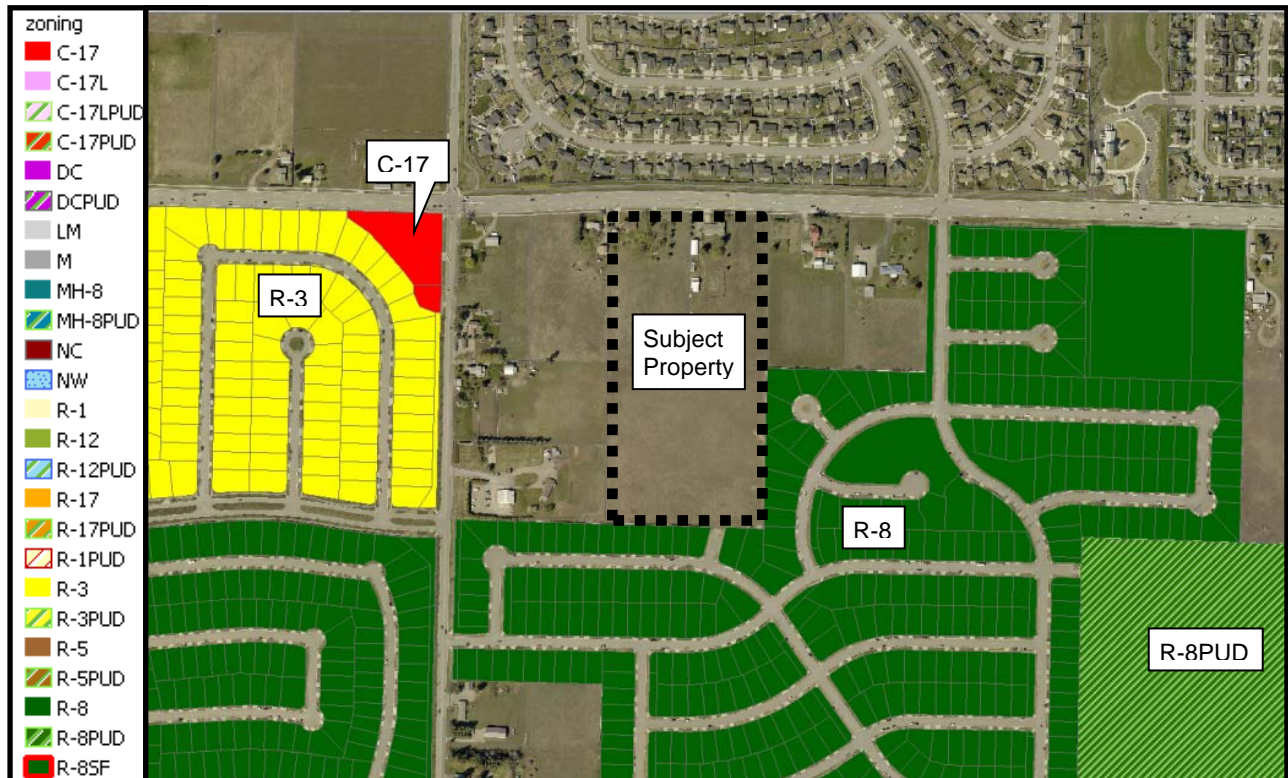 zoning
C-17
C-17L
C-17LPUD
C-17PUD
DC
DCPUD
LM
M
MH-8
MH-8PUD
NC
NW
R-1
R-12
R-12PUD
R-17
R-17PUD
R-1PUD
R-3
R-3PUD
R-5
R-5PUD
R-8
R-8PUD
R-8SF
C-17
R-3
Subject
Property
R-8
R-8PUD